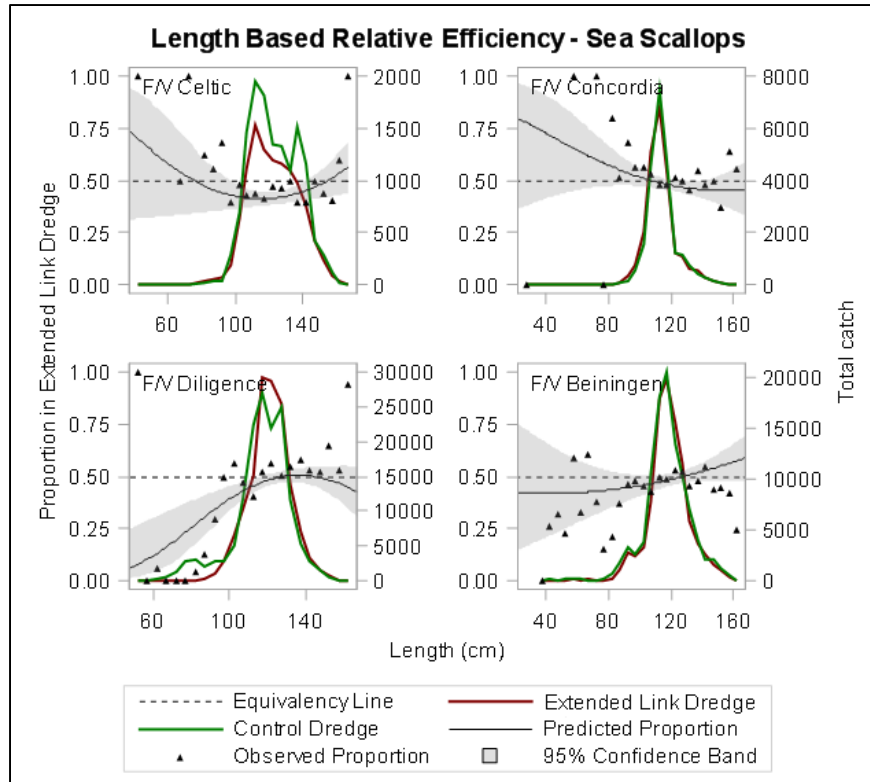 Length Based Relative Efficiency - Sea Scallops
Proportion in Extended Link Dredge
Total catch
F/V Celtic
1.00
0.75
0.50
0.25
0.00
2000
1500
1000
500
0
60 100 140
F/V Concordia
1.00
0.75
0.50
0.25
0.00
8000
6000
4000
2000
0
40 80 120 160
F/V Diligence
1.00
0.75
0.50
0.25
0.00
30000
25000
20000
15000
10000
5000
0
60 100 140
F/V Beiningen
1.00
0.75
0.50
0.25
0.00
20000
15000
10000
5000
0
40 80 120 160
Length (cm)
Equivalency Line
Extended Link Dredge
Control Dredge
Predicted Proportion
Observed Proportion
95% Confidence Band